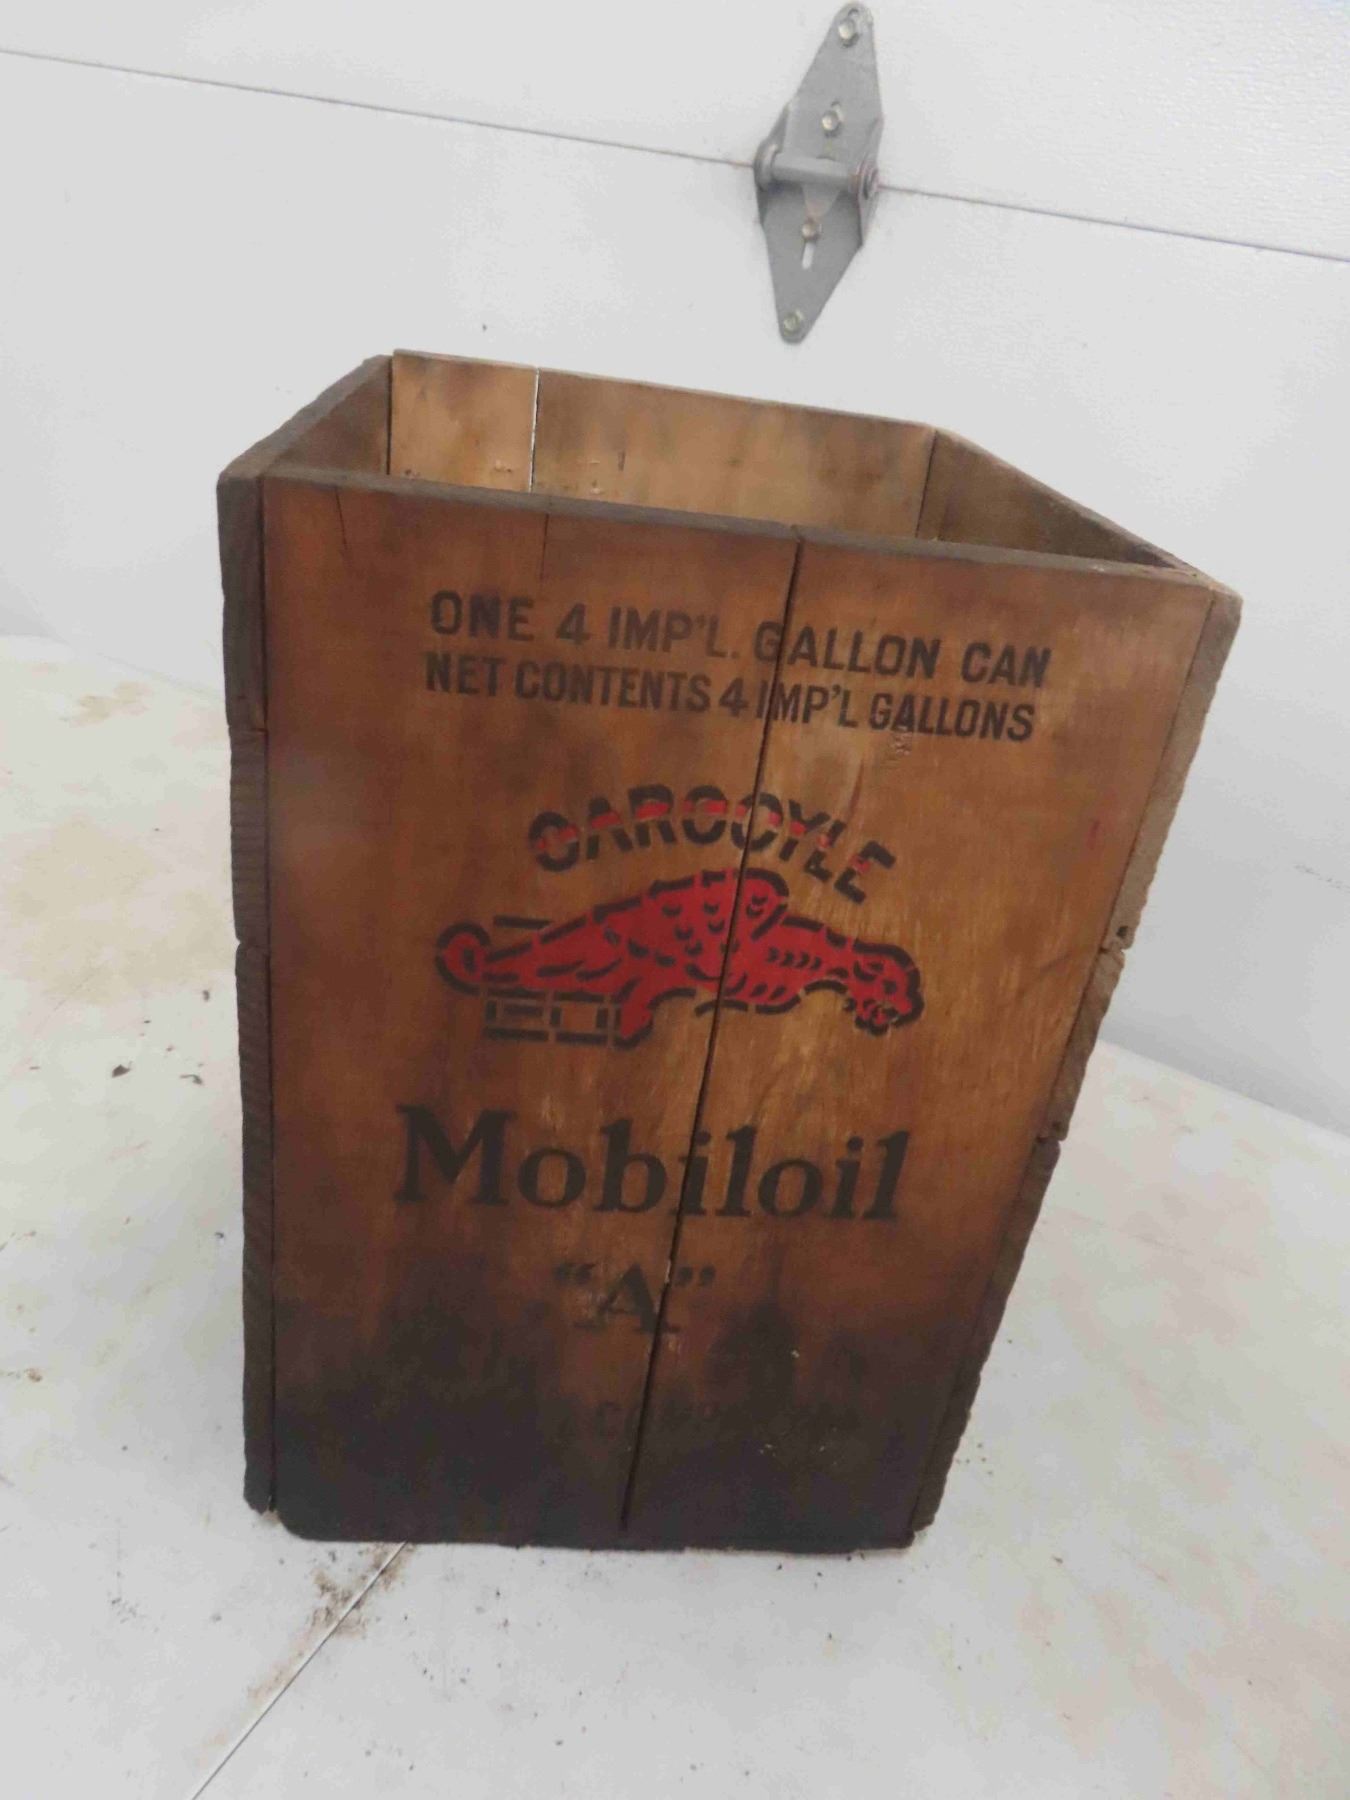 ONE 4 IMP'L. GALLON CAN
NET CONTENTS 4 IMP'L GALLONS
GARGOYLE
Mobiloil
"A"